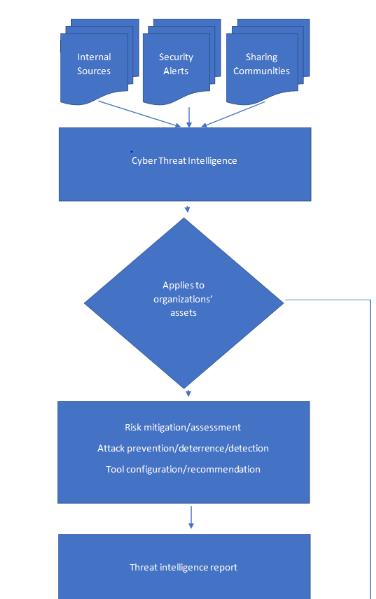 Internal
Sources
Security
Alerts
Sharing
Communities
Cyber Threat Intelligence
Applies to
organizations'
assets
Risk mitigation/assessment
Attack prevention/deterrence/detection
Tool configuration/recommendation
Threat intelligence report